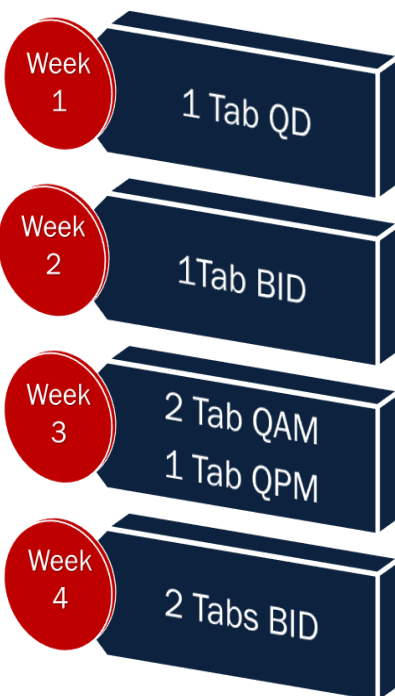 Week
1
1 Tab QD
Week
2
1Tab BID
Week
3
2 Tab QAM
1 Tab QPM
Week
4
2 Tabs BID